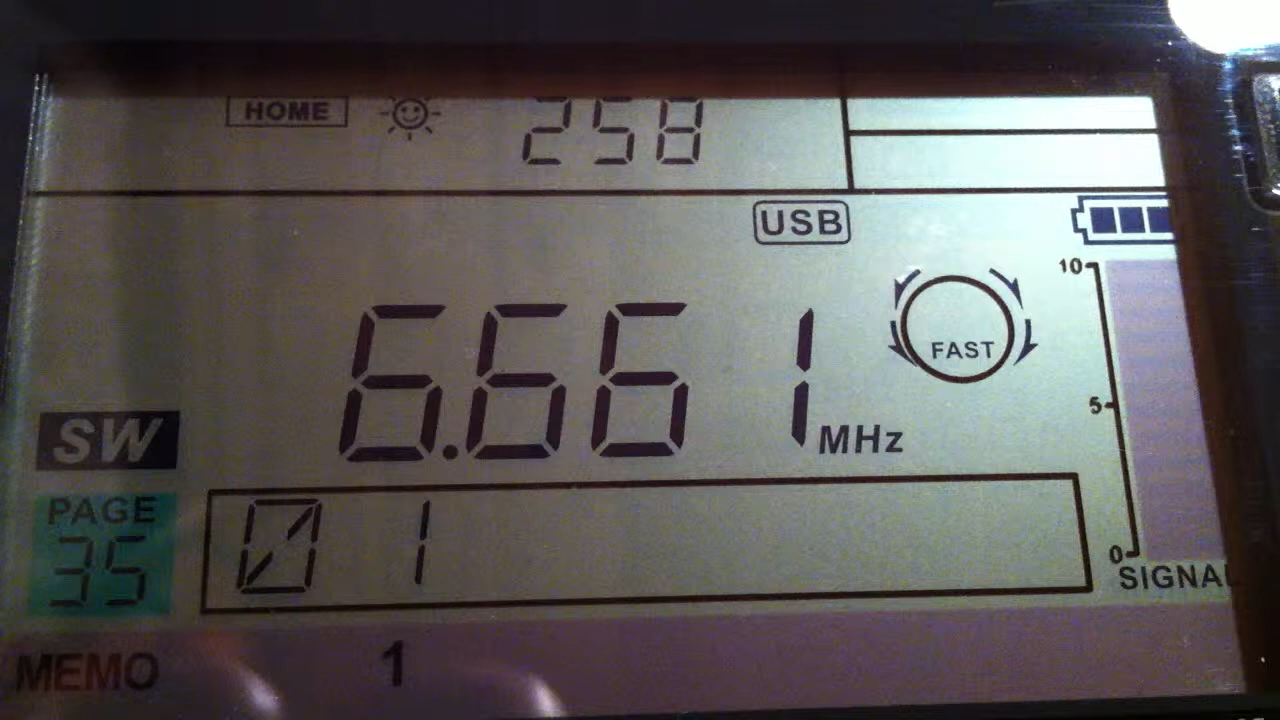 HOME 258
USB
10
FAST
6.661 MHz
5
SW
PAGE
35
01
0
SIGNAL
MEMO 1